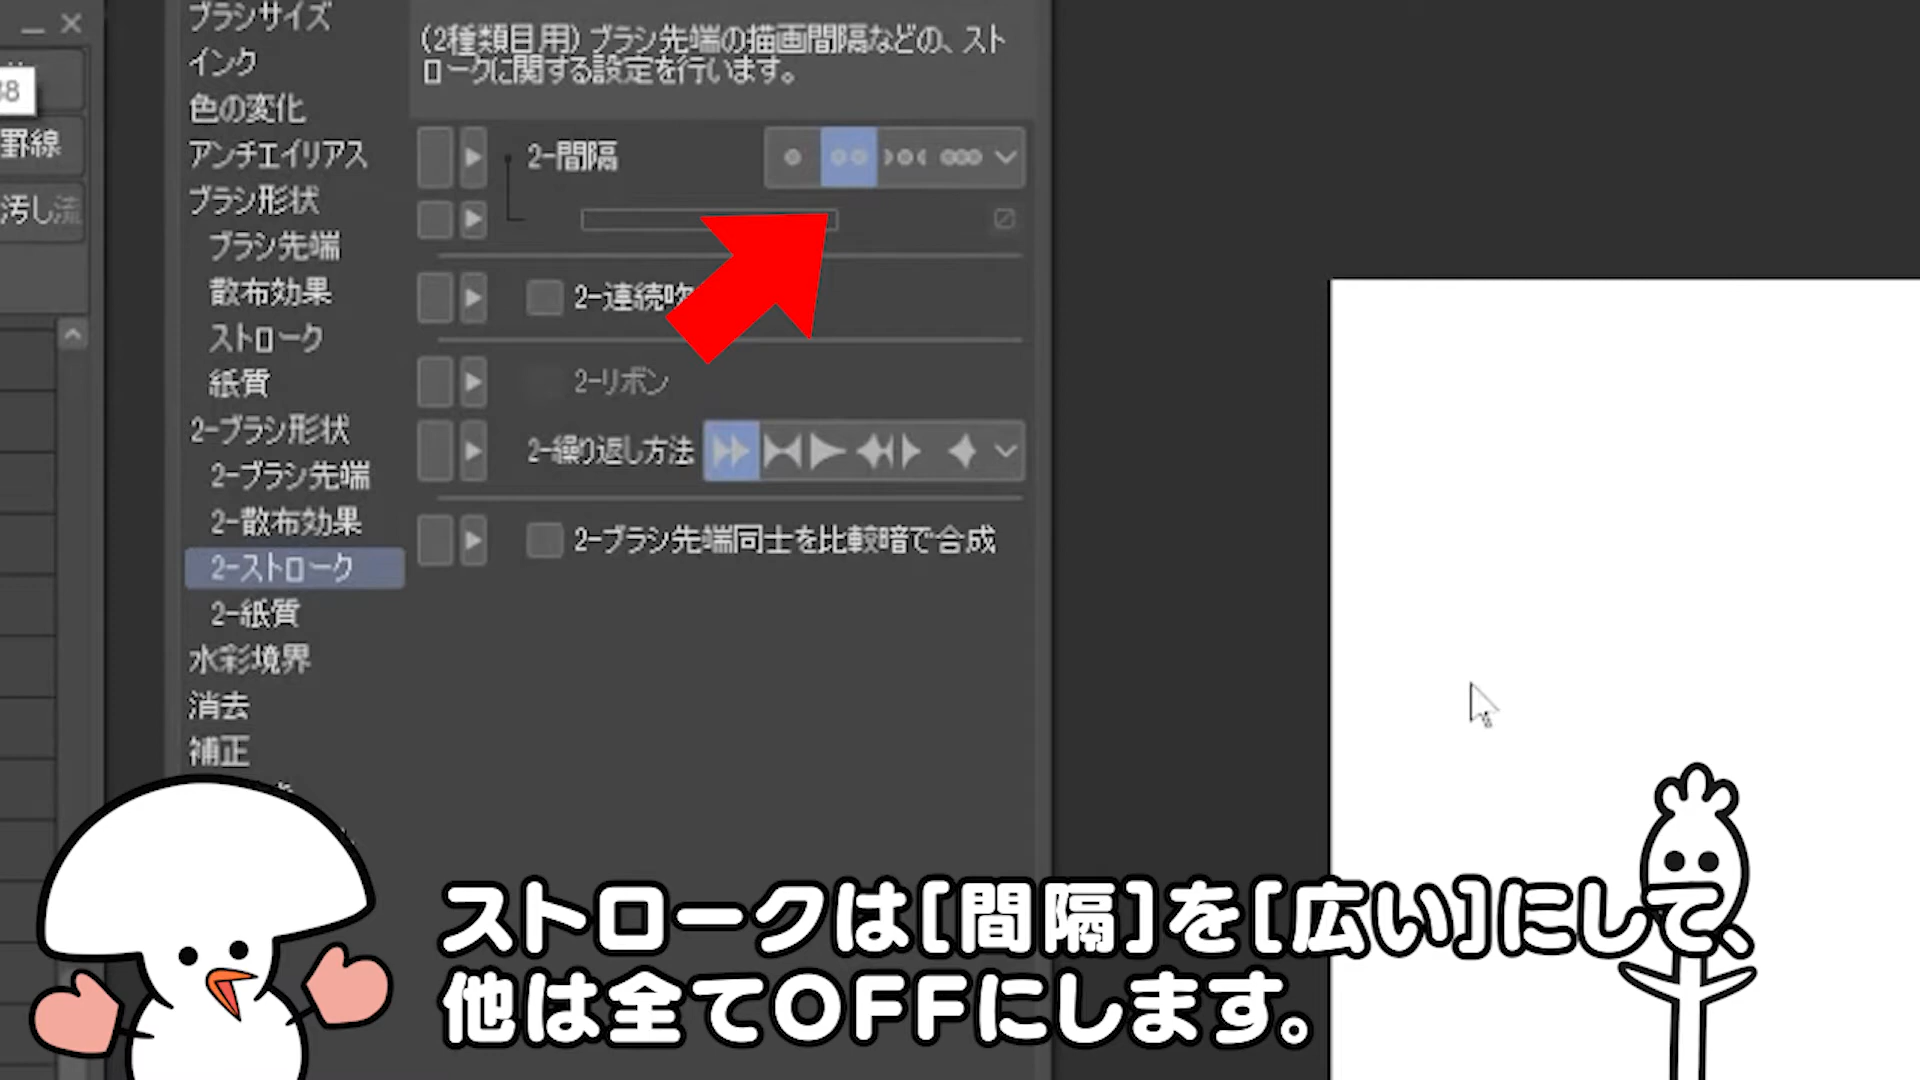 ブラシサイズ
インク
色の変化
アンチエイリアス
ブラシ形状
ブラシ先端
散布効果
ストローク
紙質
2-ブラシ形状
2-ブラシ先端
2-散布効果
2-ストローク
2-紙質
水彩境界
消去
補正
38
罫線
汚し
(2種類目用)ブラシ先端の描画間隔などの、スト
ロークに関する設定を行います。
2-間隔
2-連続吹
2-リボン
2-繰り返し方法
2-ブラシ先端同士を比較暗で合成
ストロークは[間隔]を[広い]にして、
他は全てOFFにします。